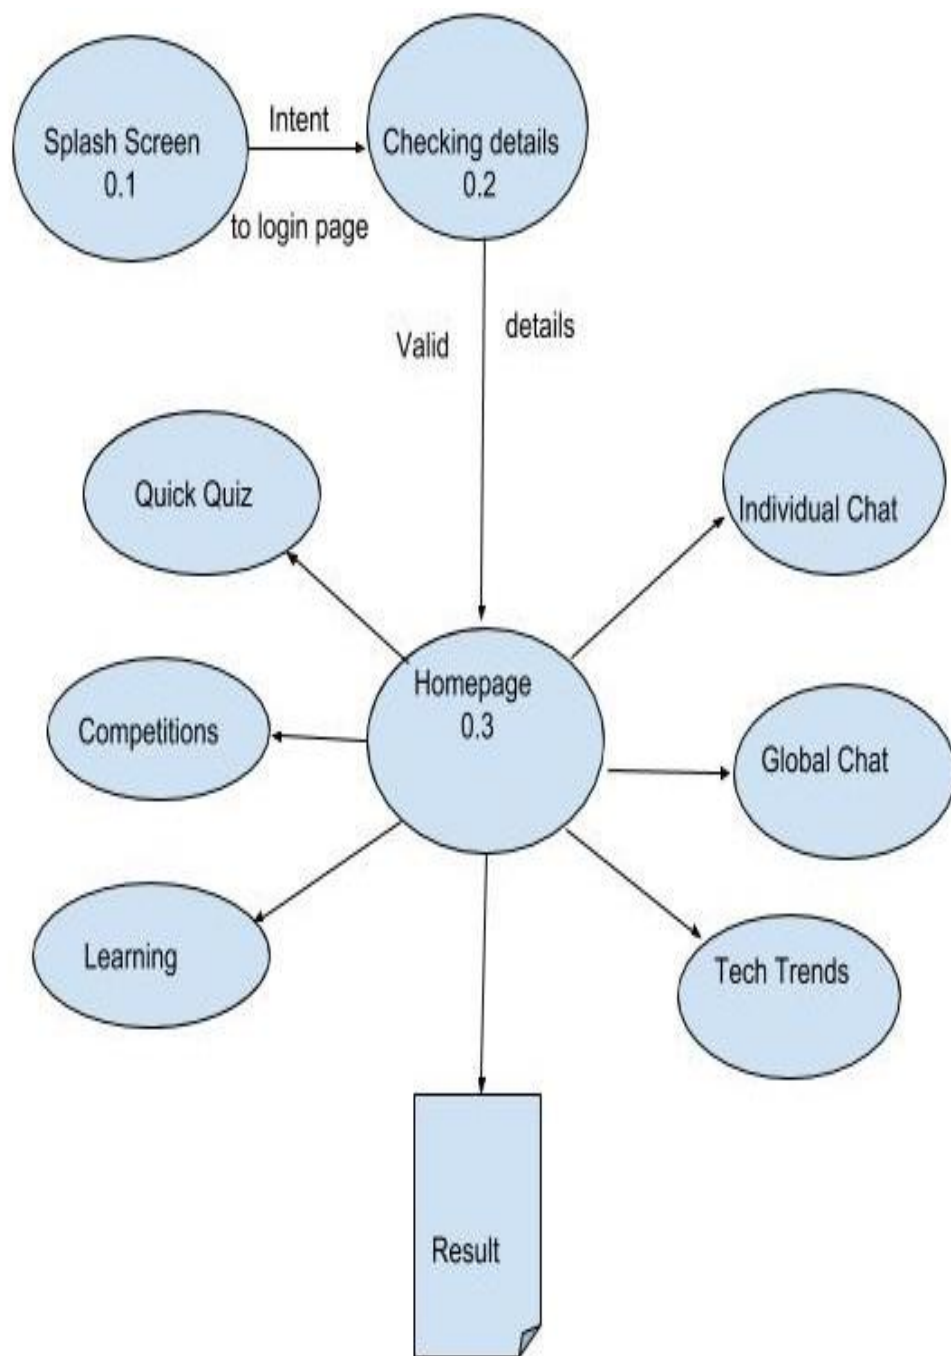 Splash Screen
0.1
Intent
to login page
Checking details
0.2
Valid
details
Quick Quiz
Individual Chat
Homepage
0.3
Competitions
Global Chat
Learning
Tech Trends
Result